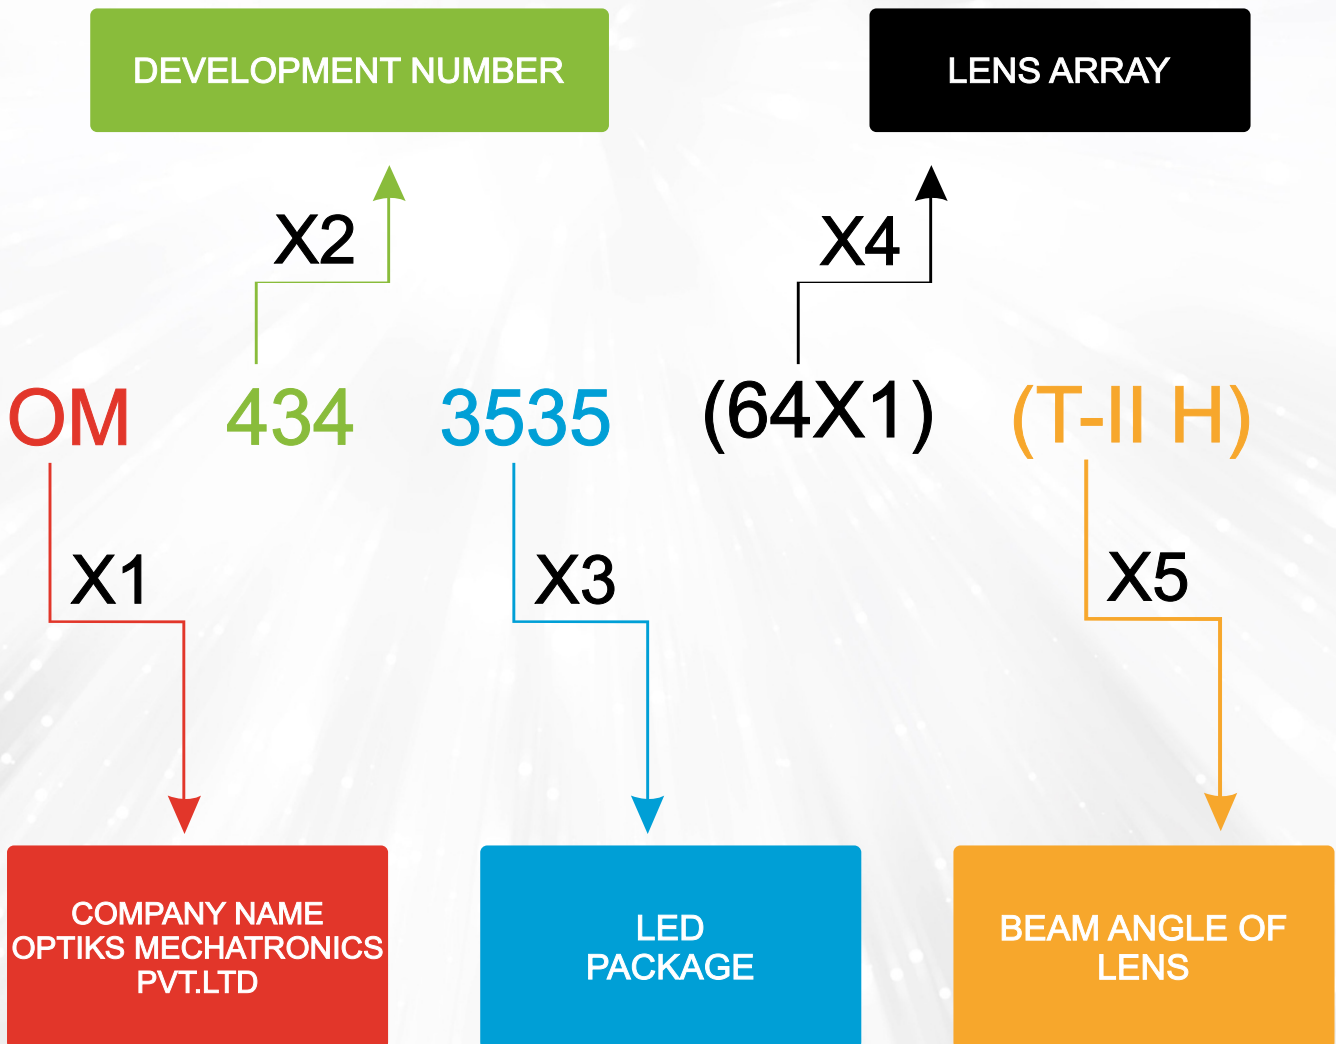 DEVELOPMENT NUMBER
LENS ARRAY
X2
X4
OM 434 3535 (64X1) (T-II H)
X1
X3
X5
COMPANY NAME
OPTIKS MECHATRONICS
PVT.LTD
LED
PACKAGE
BEAM ANGLE OF
LENS